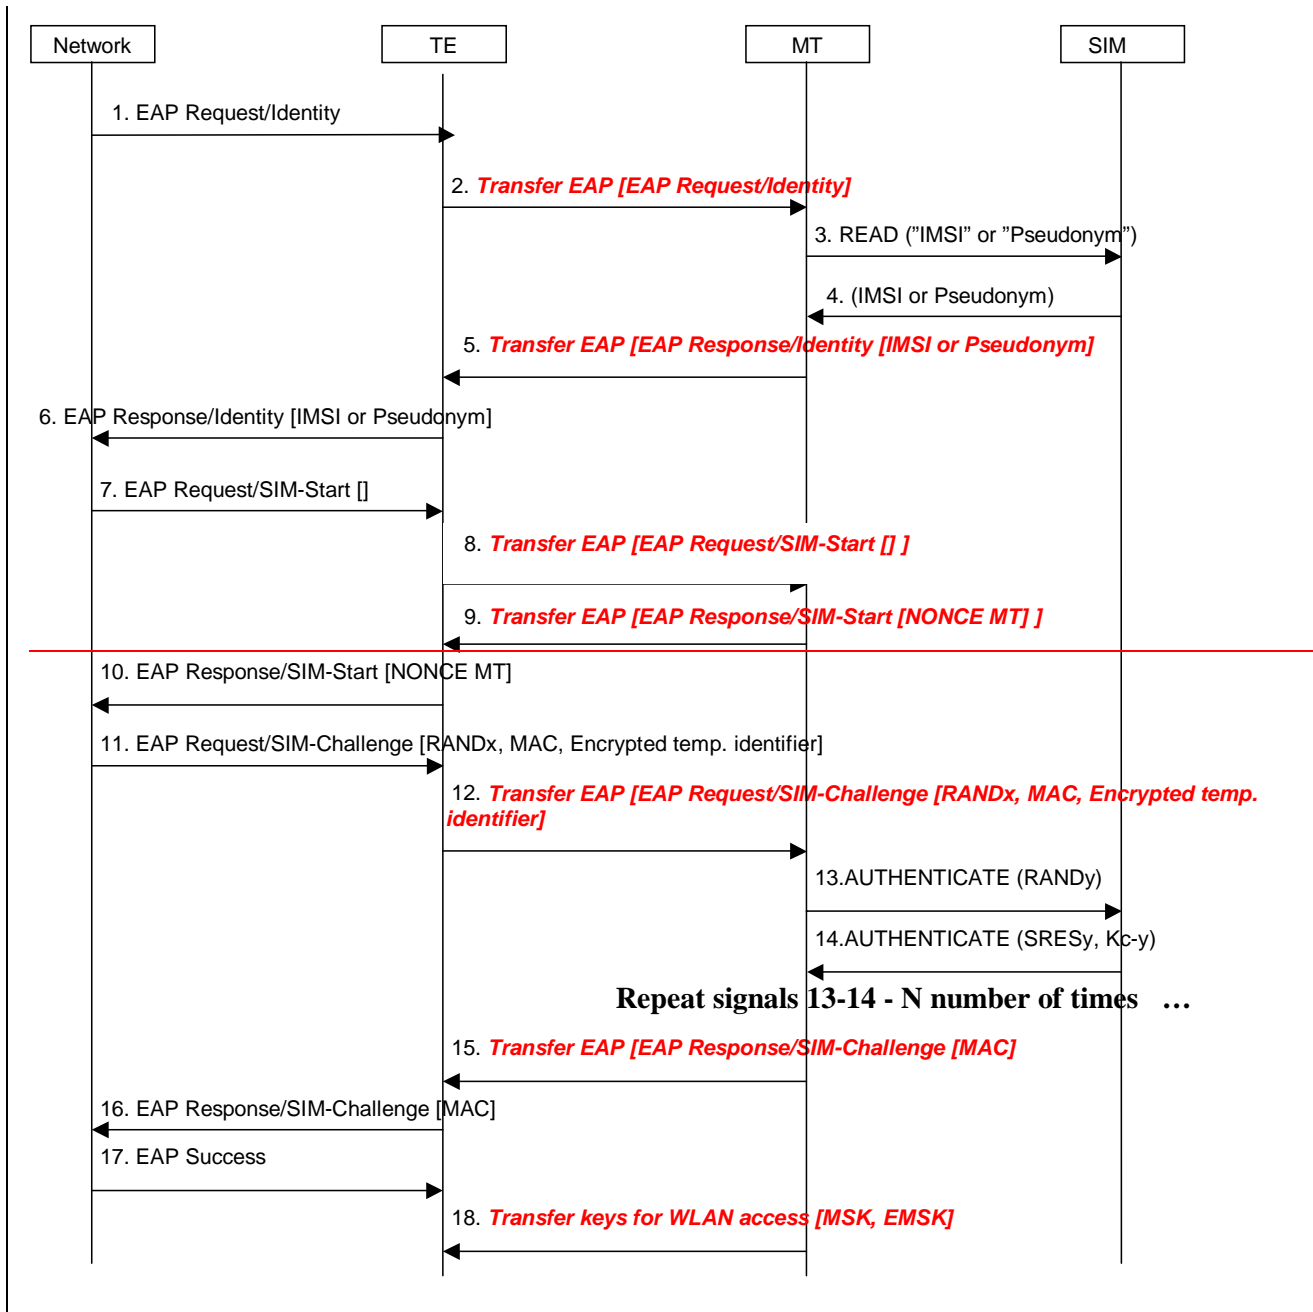 Network TE MT SIM
1. EAP Request/Identity
2. Transfer EAP [EAP Request/Identity]
3. READ (”IMSI” or ”Pseudonym”)
4. (IMSI or Pseudonym)
5. Transfer EAP [EAP Response/Identity [IMSI or Pseudonym]
6. EAP Response/Identity [IMSI or Pseudonym]
7. EAP Request/SIM-Start []
8. Transfer EAP [EAP Request/SIM-Start [] ]
9. Transfer EAP [EAP Response/SIM-Start [NONCE MT] ]
10. EAP Response/SIM-Start [NONCE MT]
11. EAP Request/SIM-Challenge [RANDx, MAC, Encrypted temp. identifier]
12. Transfer EAP [EAP Request/SIM-Challenge [RANDx, MAC, Encrypted temp.
identifier]
13.AUTHENTICATE (RANDy)
14.AUTHENTICATE (SRESy, Kc-y)
Repeat signals 13-14 - N number of times …
15. Transfer EAP [EAP Response/SIM-Challenge [MAC]
16. EAP Response/SIM-Challenge [MAC]
17. EAP Success
18. Transfer keys for WLAN access [MSK, EMSK]